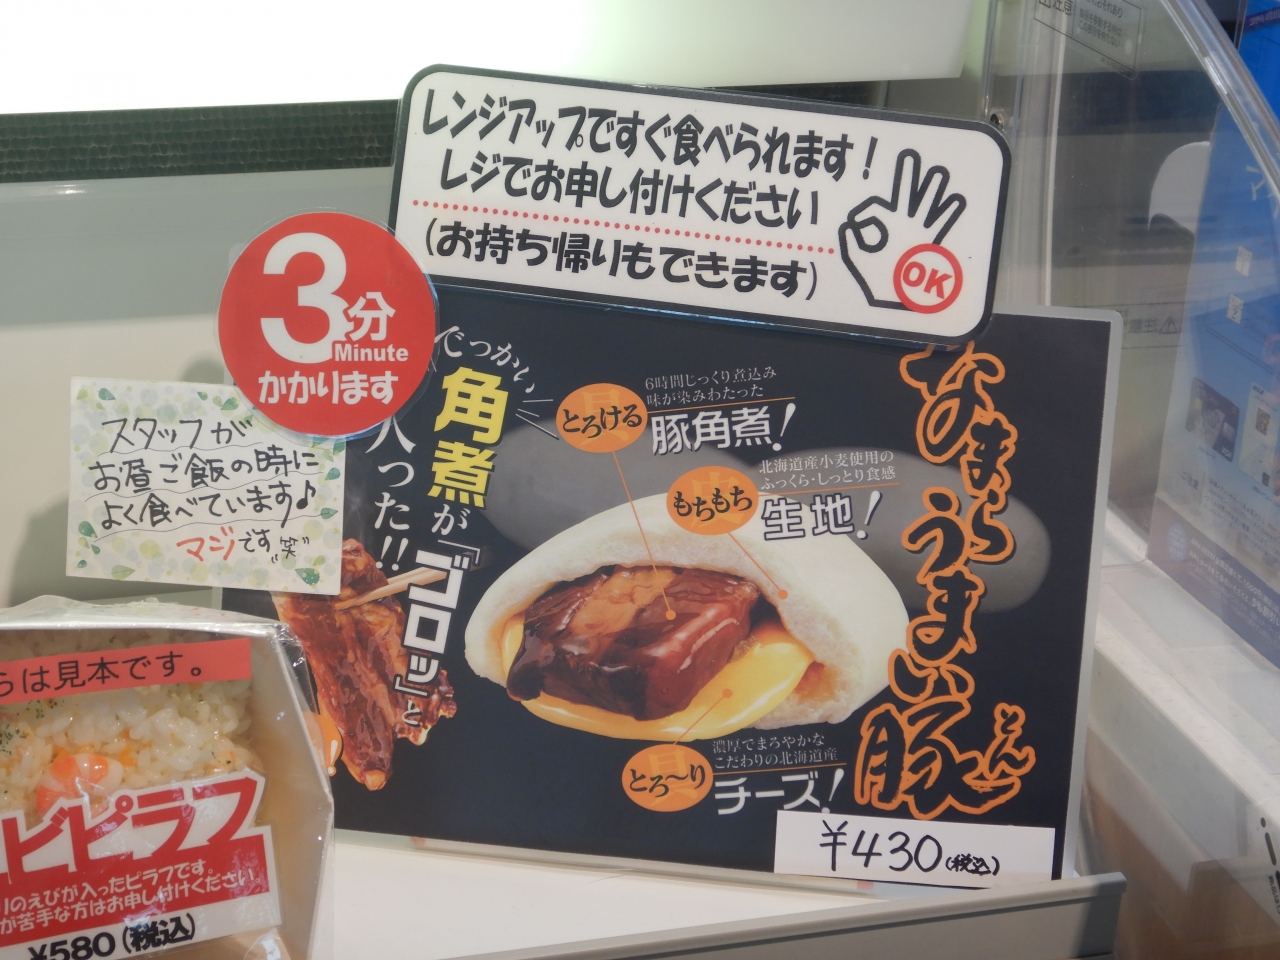 レンジアップですぐ食べられます!
レジでお申し付けください
(お持ち帰りもできます)
OK
3分
Minute
かかります
スタッフが
お昼ご飯の時に
よく食べています♪
マジです(笑)
でっかい
角煮が「ゴロッ」と
入った!!
とろける
6時間じっくり煮込み
味が染みわたった
豚角煮!
もちもち
北海道産小麦使用の
ふっくら・しっとり食感
生地!
とろ～り
濃厚でまろやかな
こだわりの北海道産
チーズ!
なまらうまい豚
とん
¥430(税込)
らは見本です。
ビピラフ
のえびが入ったピラフです。
が苦手な方はお申し付けください。
¥580(税込)